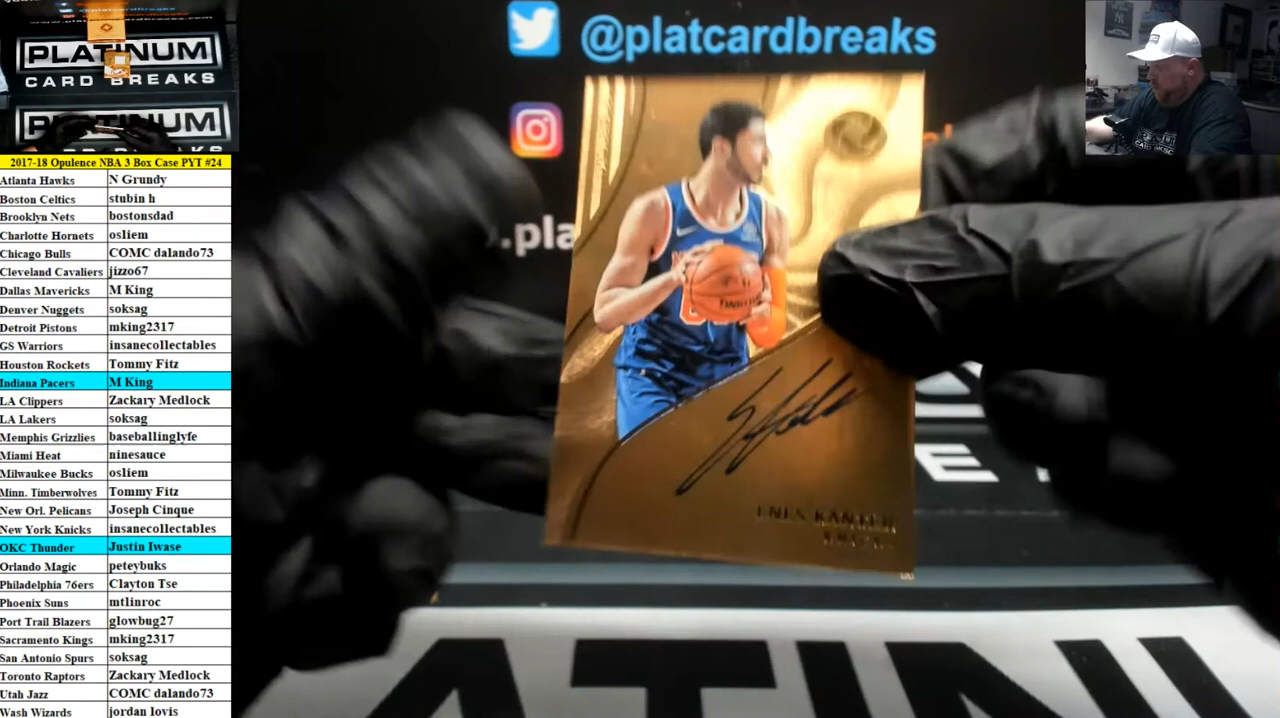 PLATINUM
CARD BREAKS
PLATINUM
@platcardbreaks
.pla
ENES KANTER
2017-18 Opulence NBA 3 Box Case PYT #24
Atlanta Hawks N Grundy
Boston Celtics stubin h
Brooklyn Nets bostonsdad
Charlotte Hornets osliem
Chicago Bulls COMC dalando73
Cleveland Cavaliers jizzo67
Dallas Mavericks M King
Denver Nuggets soksag
Detroit Pistons mking2317
GS Warriors insanecollectables
Houston Rockets Tommy Fitz
Indiana Pacers M King
LA Clippers Zackary Medlock
LA Lakers soksag
Memphis Grizzlies baseballinglyfe
Miami Heat ninesauce
Milwaukee Bucks osliem
Minn. Timberwolves Tommy Fitz
New Orl. Pelicans Joseph Cinque
New York Knicks insanecollectables
OKC Thunder Justin Iwase
Orlando Magic peteybuks
Philadelphia 76ers Clayton Tse
Phoenix Suns mtlinroc
Port Trail Blazers glowbug27
Sacramento Kings mking2317
San Antonio Spurs soksag
Toronto Raptors Zackary Medlock
Utah Jazz COMC dalando73
Wash Wizards jordan lovis
ATINU